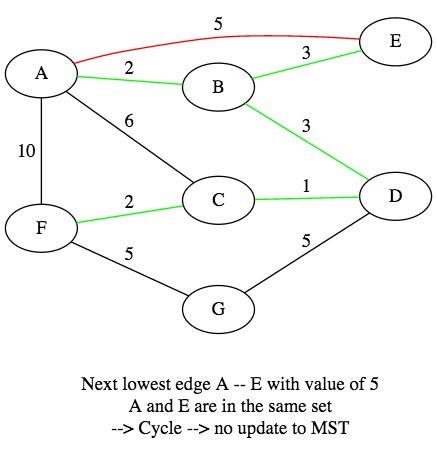 5
E
A
2
3
B
6
3
10
1
D
2
C
F
5
5
G
Next lowest edge A -- E with value of 5
A and E are in the same set
--> Cycle --> no update to MST